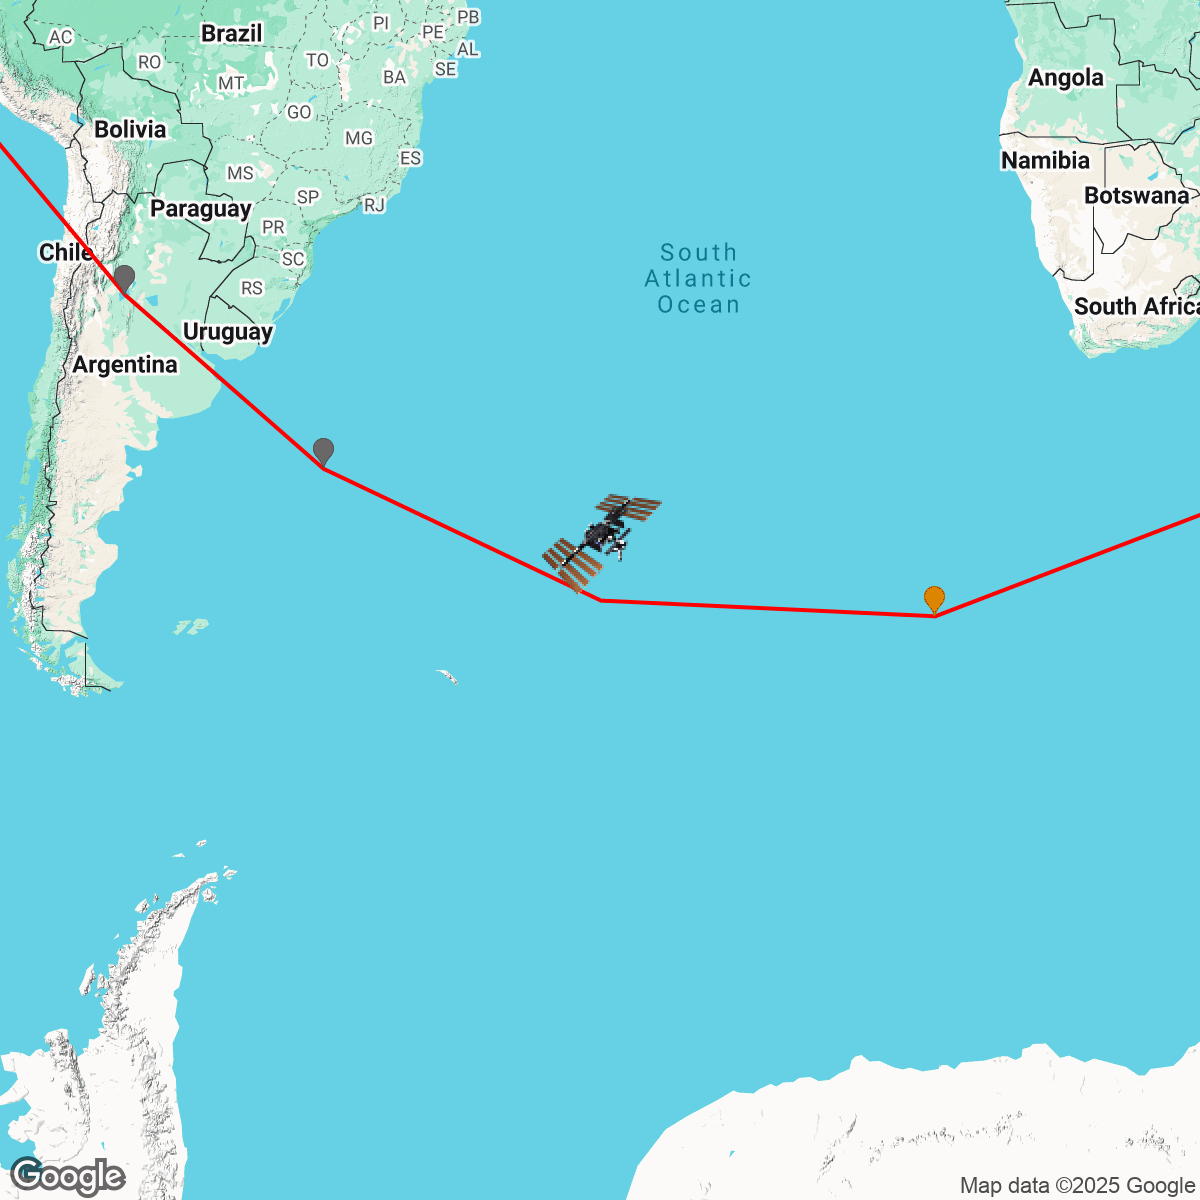 PB
PI
AC
Brazil
PE
AL
RO
TO
SE
MT
BA
Angola
GO
Bolivia
MG
ES
Namibia
MS
Botswana
SP
RJ
Paraguay
PR
Chile
SC
South
Atlantic
Ocean
RS
South Africa
Uruguay
Argentina
Google
Map data ©2025 Google